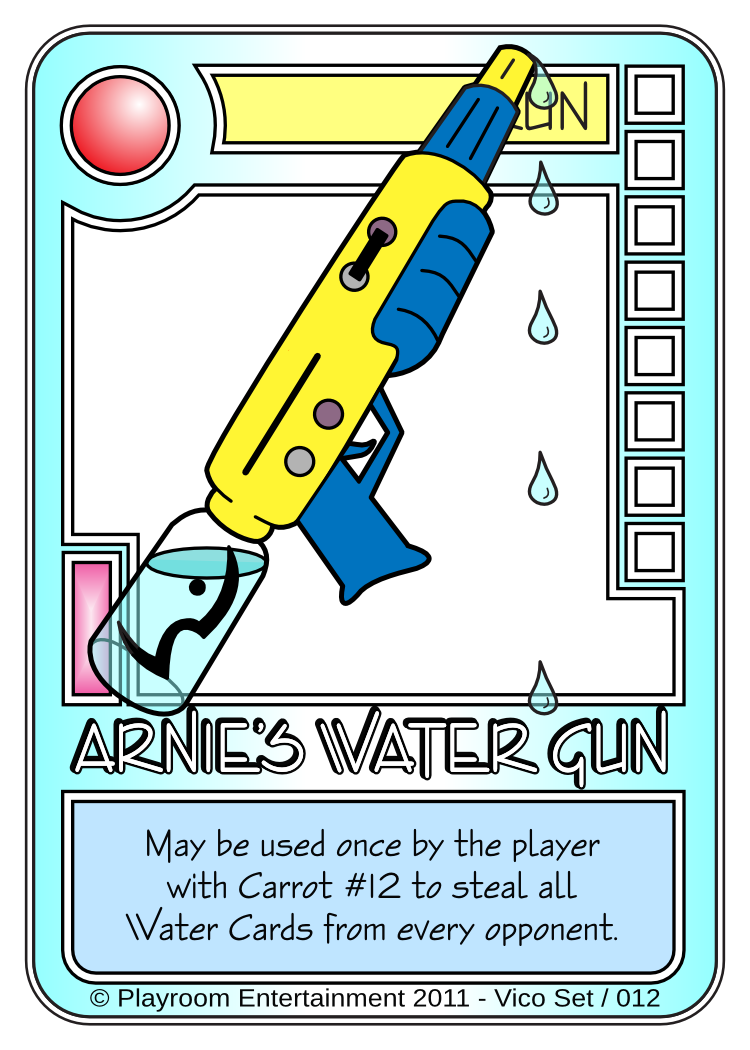 RUN
ARNIE'S WATER GUN
May be used once by the player
with Carrot #12 to steal all
Water Cards from every opponent.
© Playroom Entertainment 2011 - Vico Set / 012